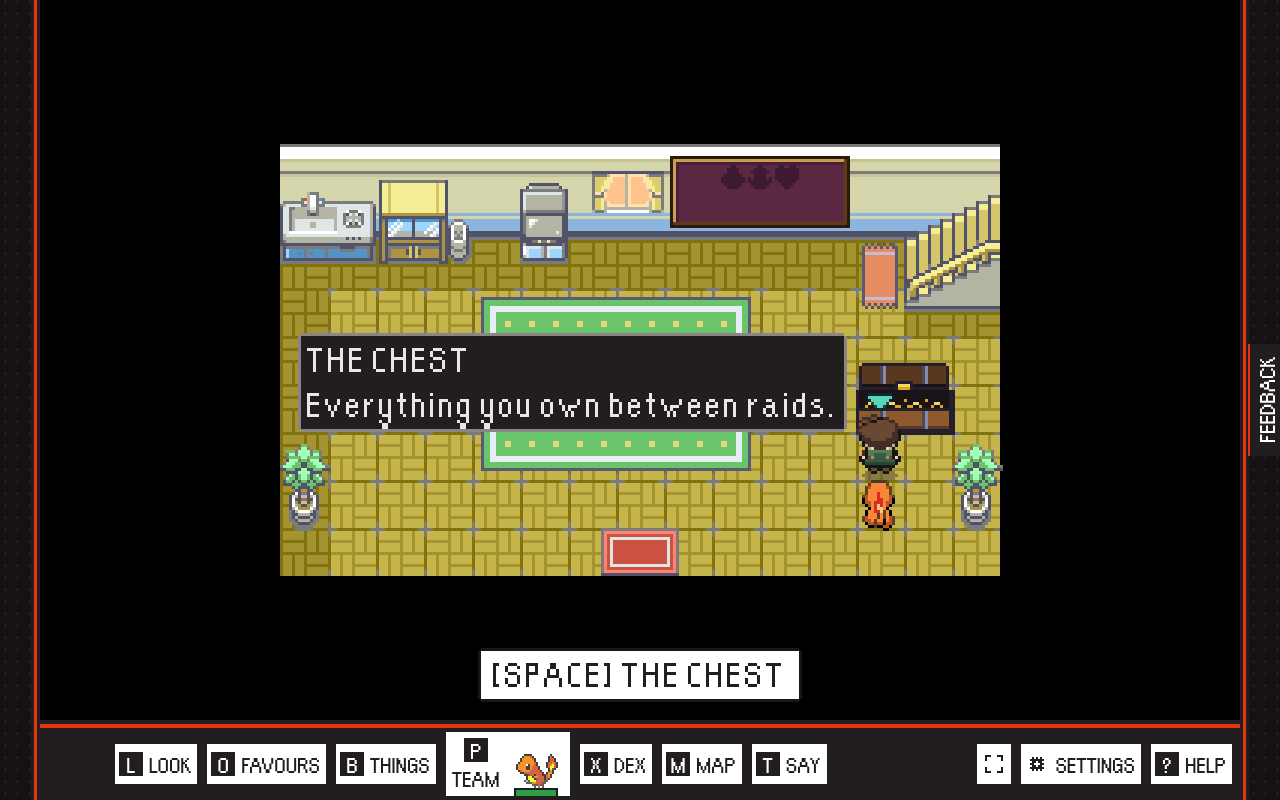 THE CHEST
Everything you own between raids.
FEEDBACK
[SPACE] THE CHEST
L LOOK
O FAVOURS
B THINGS
P TEAM
X DEX
M MAP
T SAY
SETTINGS
? HELP